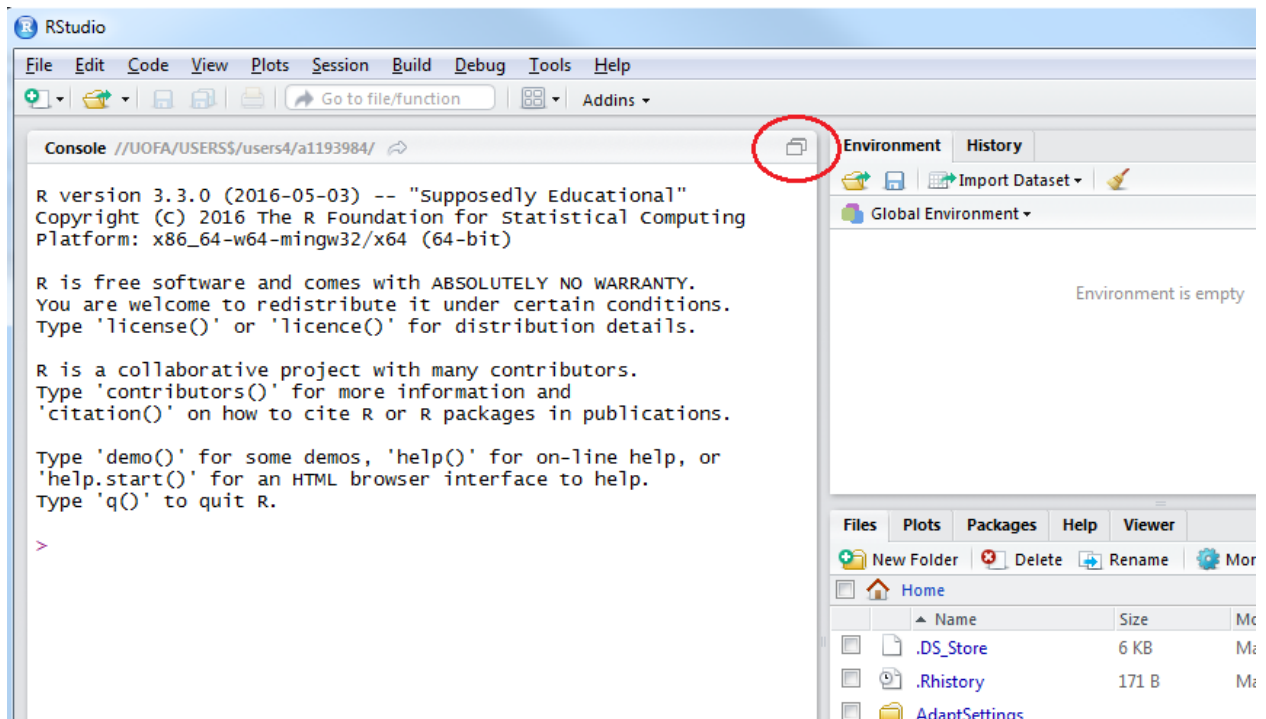 RStudio
File Edit Code View Plots Session Build Debug Tools Help
Go to file/function Addins
Console //UOFA/USERS$/users4/a1193984/
R version 3.3.0 (2016-05-03) -- "Supposedly Educational"
Copyright (C) 2016 The R Foundation for Statistical Computing
Platform: x86_64-w64-mingw32/x64 (64-bit)
R is free software and comes with ABSOLUTELY NO WARRANTY.
You are welcome to redistribute it under certain conditions.
Type 'license()' or 'licence()' for distribution details.
R is a collaborative project with many contributors.
Type 'contributors()' for more information and
'citation()' on how to cite R or R packages in publications.
Type 'demo()' for some demos, 'help()' for on-line help, or
'help.start()' for an HTML browser interface to help.
Type 'q()' to quit R.
>
Environment History
Import Dataset
Global Environment
Environment is empty
Files Plots Packages Help Viewer
New Folder Delete Rename Mor
Home
Name Size Mo
.DS_Store 6 KB Ma
.Rhistory 171 B Ma
AdaptSettings